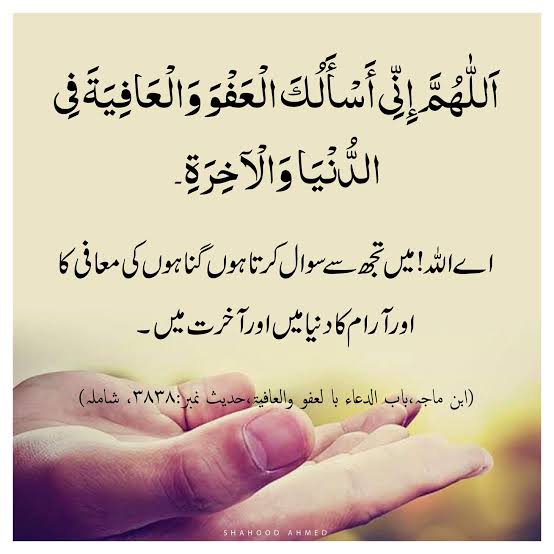 اَللّٰهُمَّ إِنِّي أَسْأَلُكَ الْعَفْوَ وَالْعَافِيَةَ فِي
الدُّنْيَا وَالْآخِرَةِ۔
اے اللہ! میں تجھ سے سوال کرتا ہوں گناہوں کی معافی کا
اور آرام کا دنیا میں اور آخرت میں۔
(ابن ماجہ،باب الدعاء با لعفو والعافیۃ،حدیث نمبر:۳۸۳۸، شاملہ)
SHAHOOD AHMED